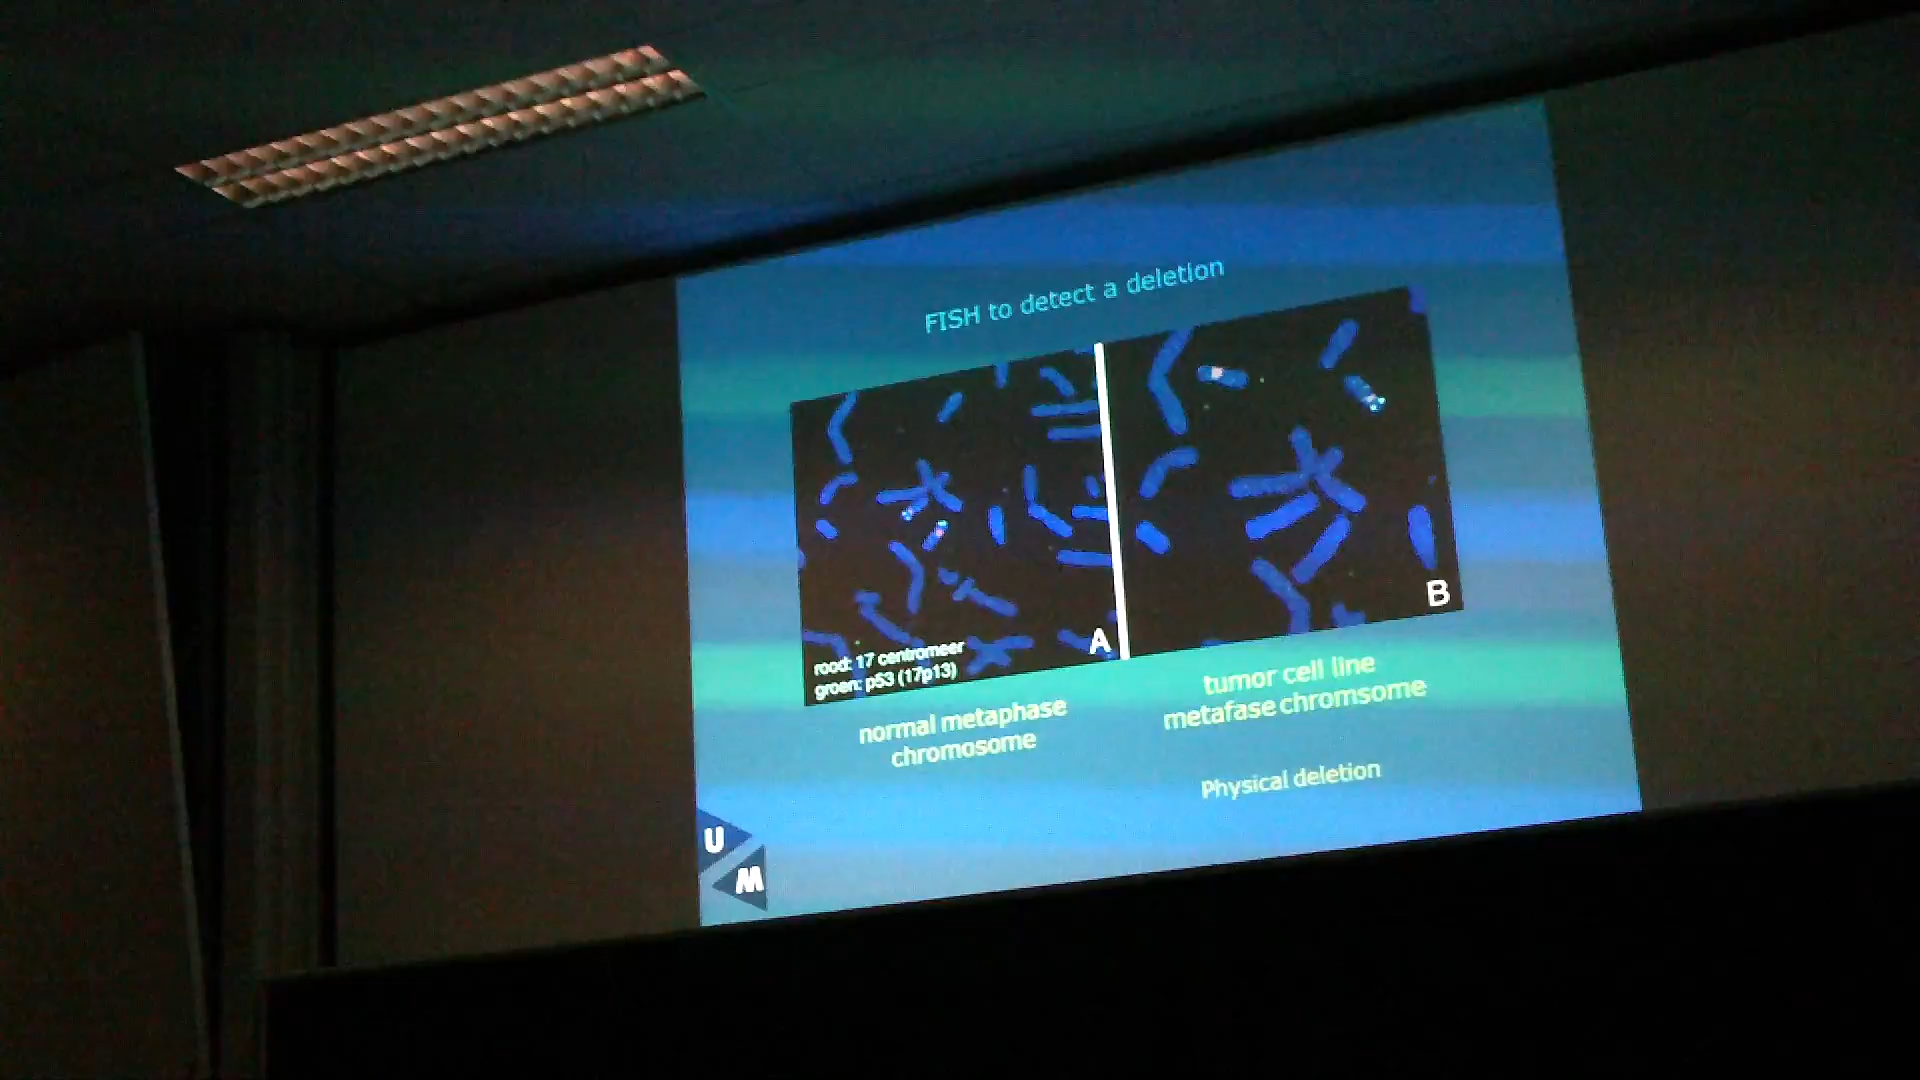 FISH to detect a deletion
rood: 17 centromeer
groen: p53 (17p13)
A
B
normal metaphase
chromosome
tumor cell line
metafase chromsome
Physical deletion
U
M